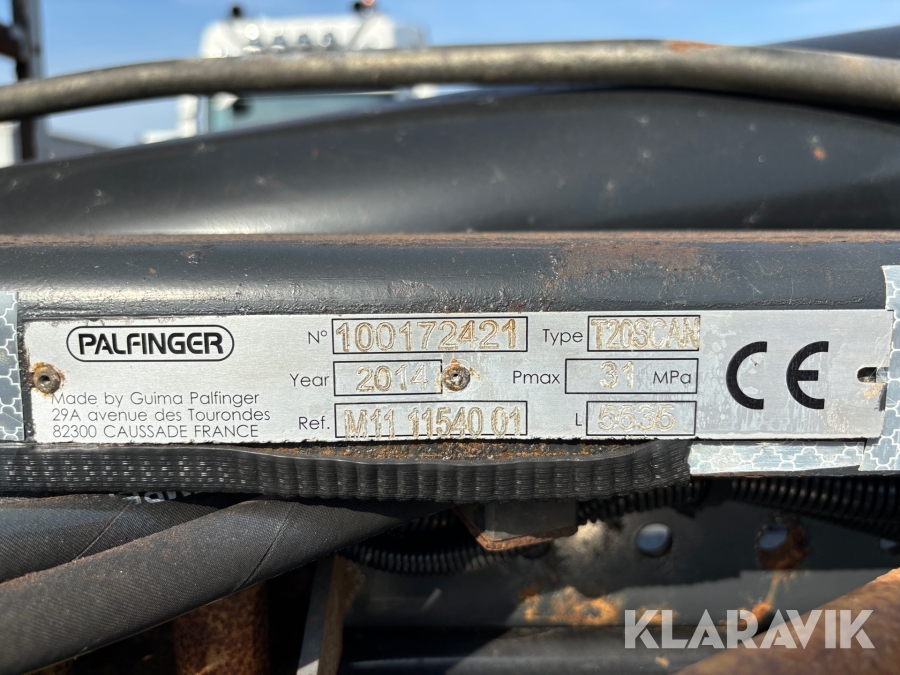 PALFINGER
Made by Guima Palfinger
29A avenue des Tourondes
82300 CAUSSADE FRANCE
N° 100172421
Type T20SCAN
Year 2014
Pmax 31 MPa
Ref. M11 11540 01
L 5535
CE
KLARAVIK